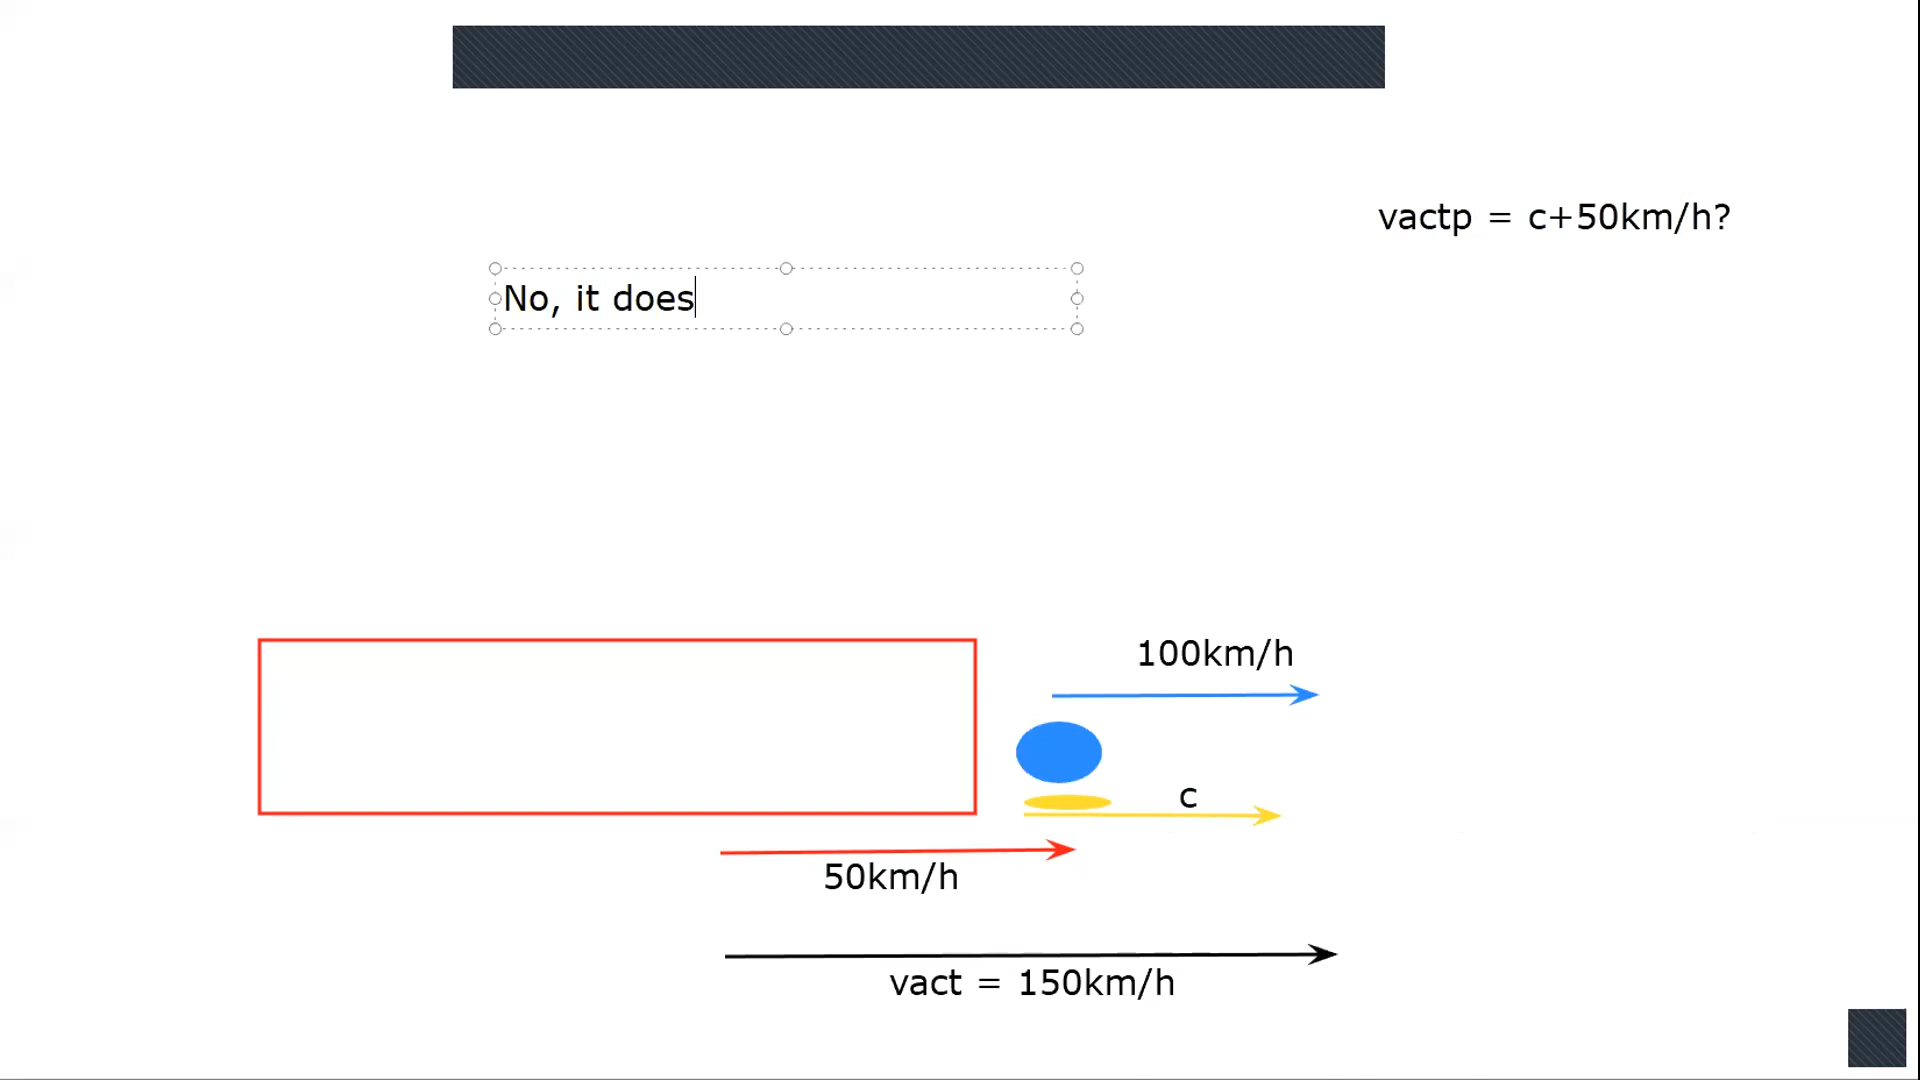 vactp = c+50km/h?
No, it does
100km/h
c
50km/h
vact = 150km/h